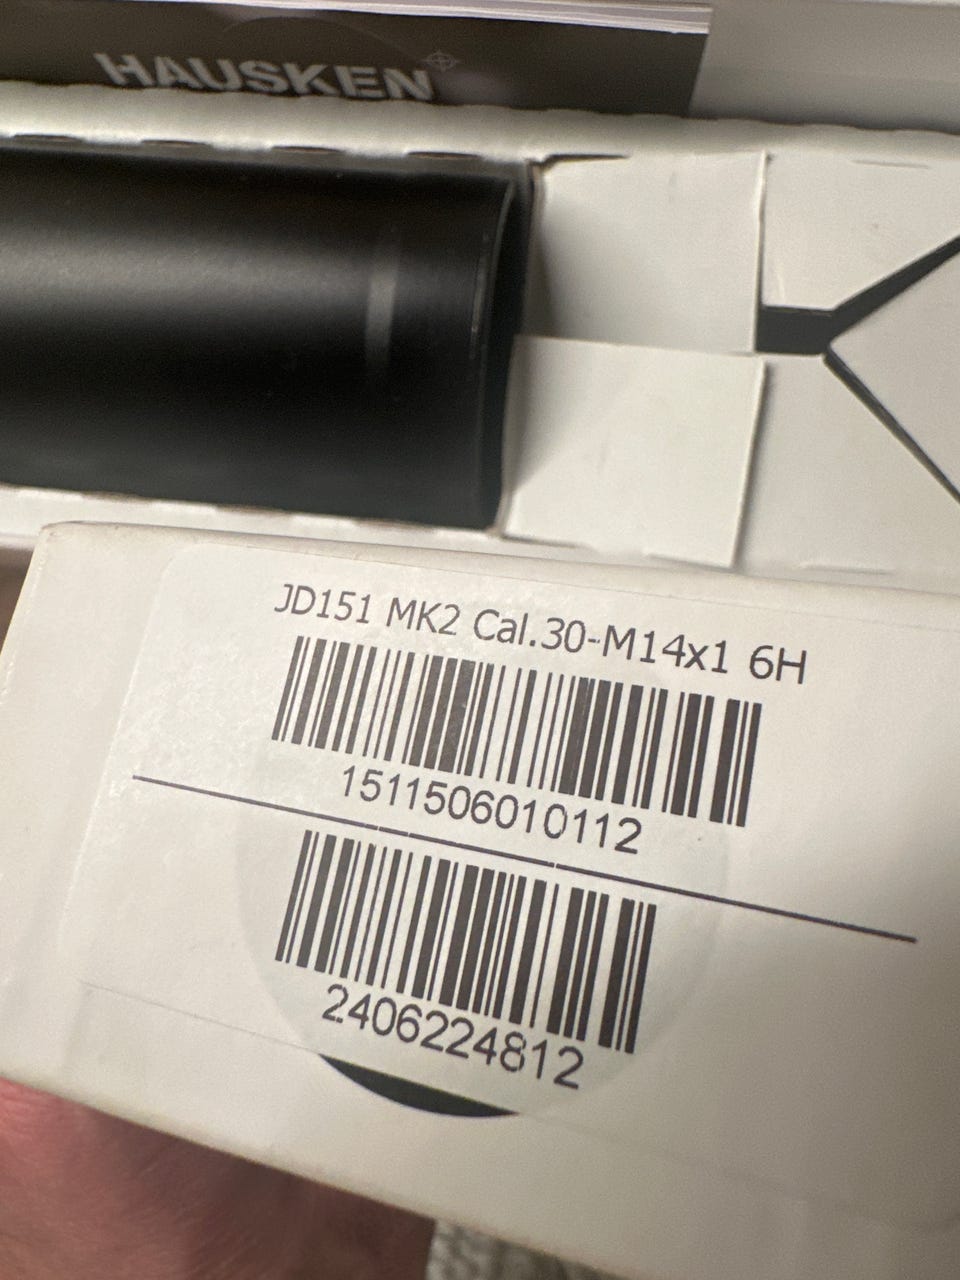 HAUSKEN
JD151 MK2 Cal.30-M14x1 6H
1511506010112
2406224812